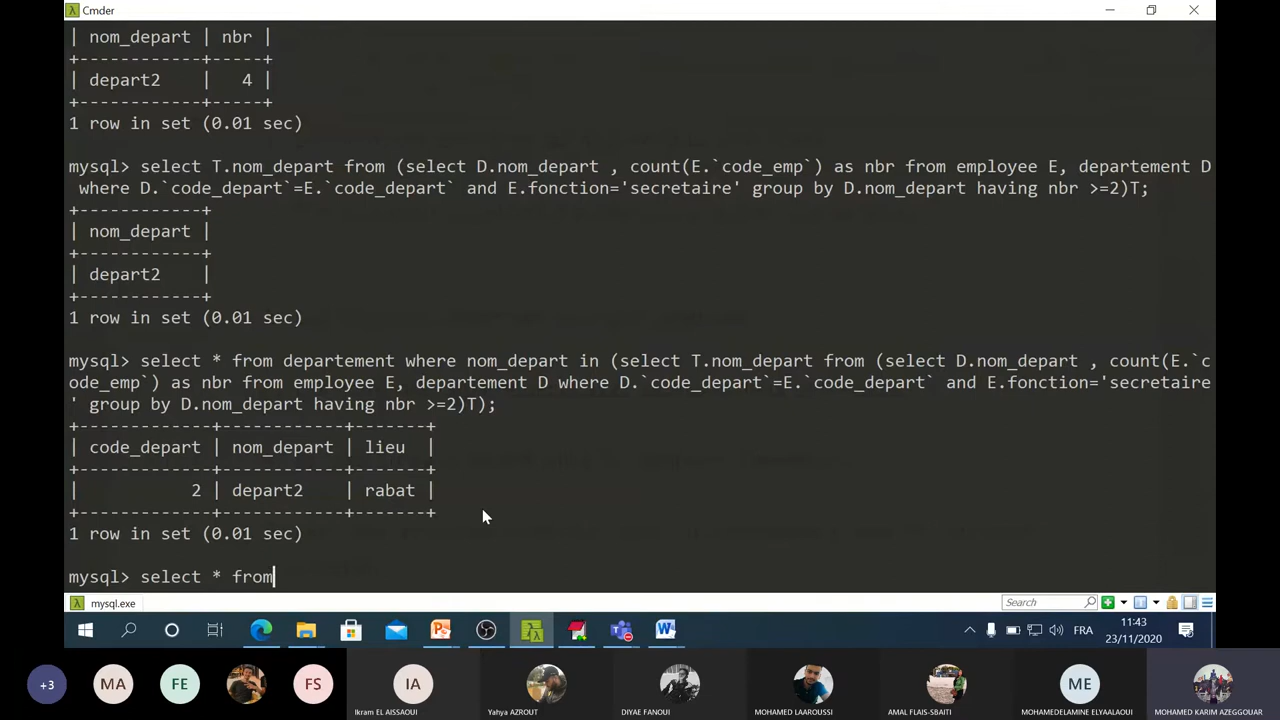 Cmder
| nom_depart | nbr |
+------------+-----+
| depart2    |   4 |
+------------+-----+
1 row in set (0.01 sec)
mysql> select T.nom_depart from (select D.nom_depart , count(E.`code_emp`) as nbr from employee E, departement D
 where D.`code_depart`=E.`code_depart` and E.fonction='secretaire' group by D.nom_depart having nbr >=2)T;
+------------+
| nom_depart |
+------------+
| depart2    |
+------------+
1 row in set (0.01 sec)
mysql> select * from departement where nom_depart in (select T.nom_depart from (select D.nom_depart , count(E.`c
ode_emp`) as nbr from employee E, departement D where D.`code_depart`=E.`code_depart` and E.fonction='secretaire
' group by D.nom_depart having nbr >=2)T);
+-------------+------------+-------+
| code_depart | nom_depart | lieu  |
+-------------+------------+-------+
|           2 | depart2    | rabat |
+-------------+------------+-------+
1 row in set (0.01 sec)
mysql> select * from
mysql.exe
Search
FRA
11:43
23/11/2020
+3
MA
FE
FS
IA
ME
Ikram EL AISSAOUI
Yahya AZROUT
DIYAE FANOUI
MOHAMED LAAROUSSI
AMAL FLAIS-SBAITI
MOHAMEDELAMINE ELYAALAOUI
MOHAMED KARIM AZEGGOUAR